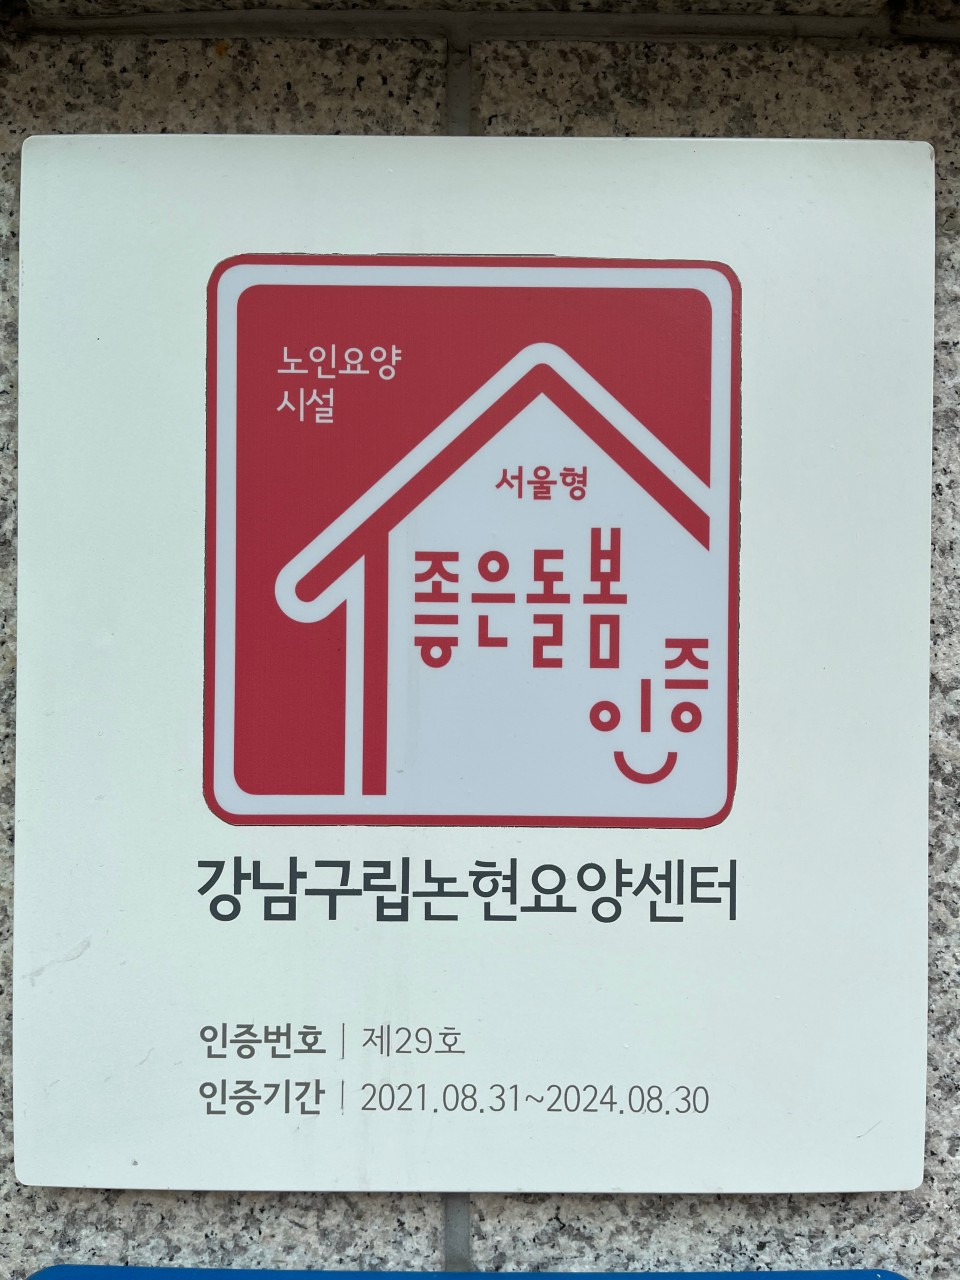 노인요양
시설
서울형
좋은돌봄
인증
강남구립논현요양센터
인증번호 | 제29호
인증기간 | 2021.08.31~2024.08.30